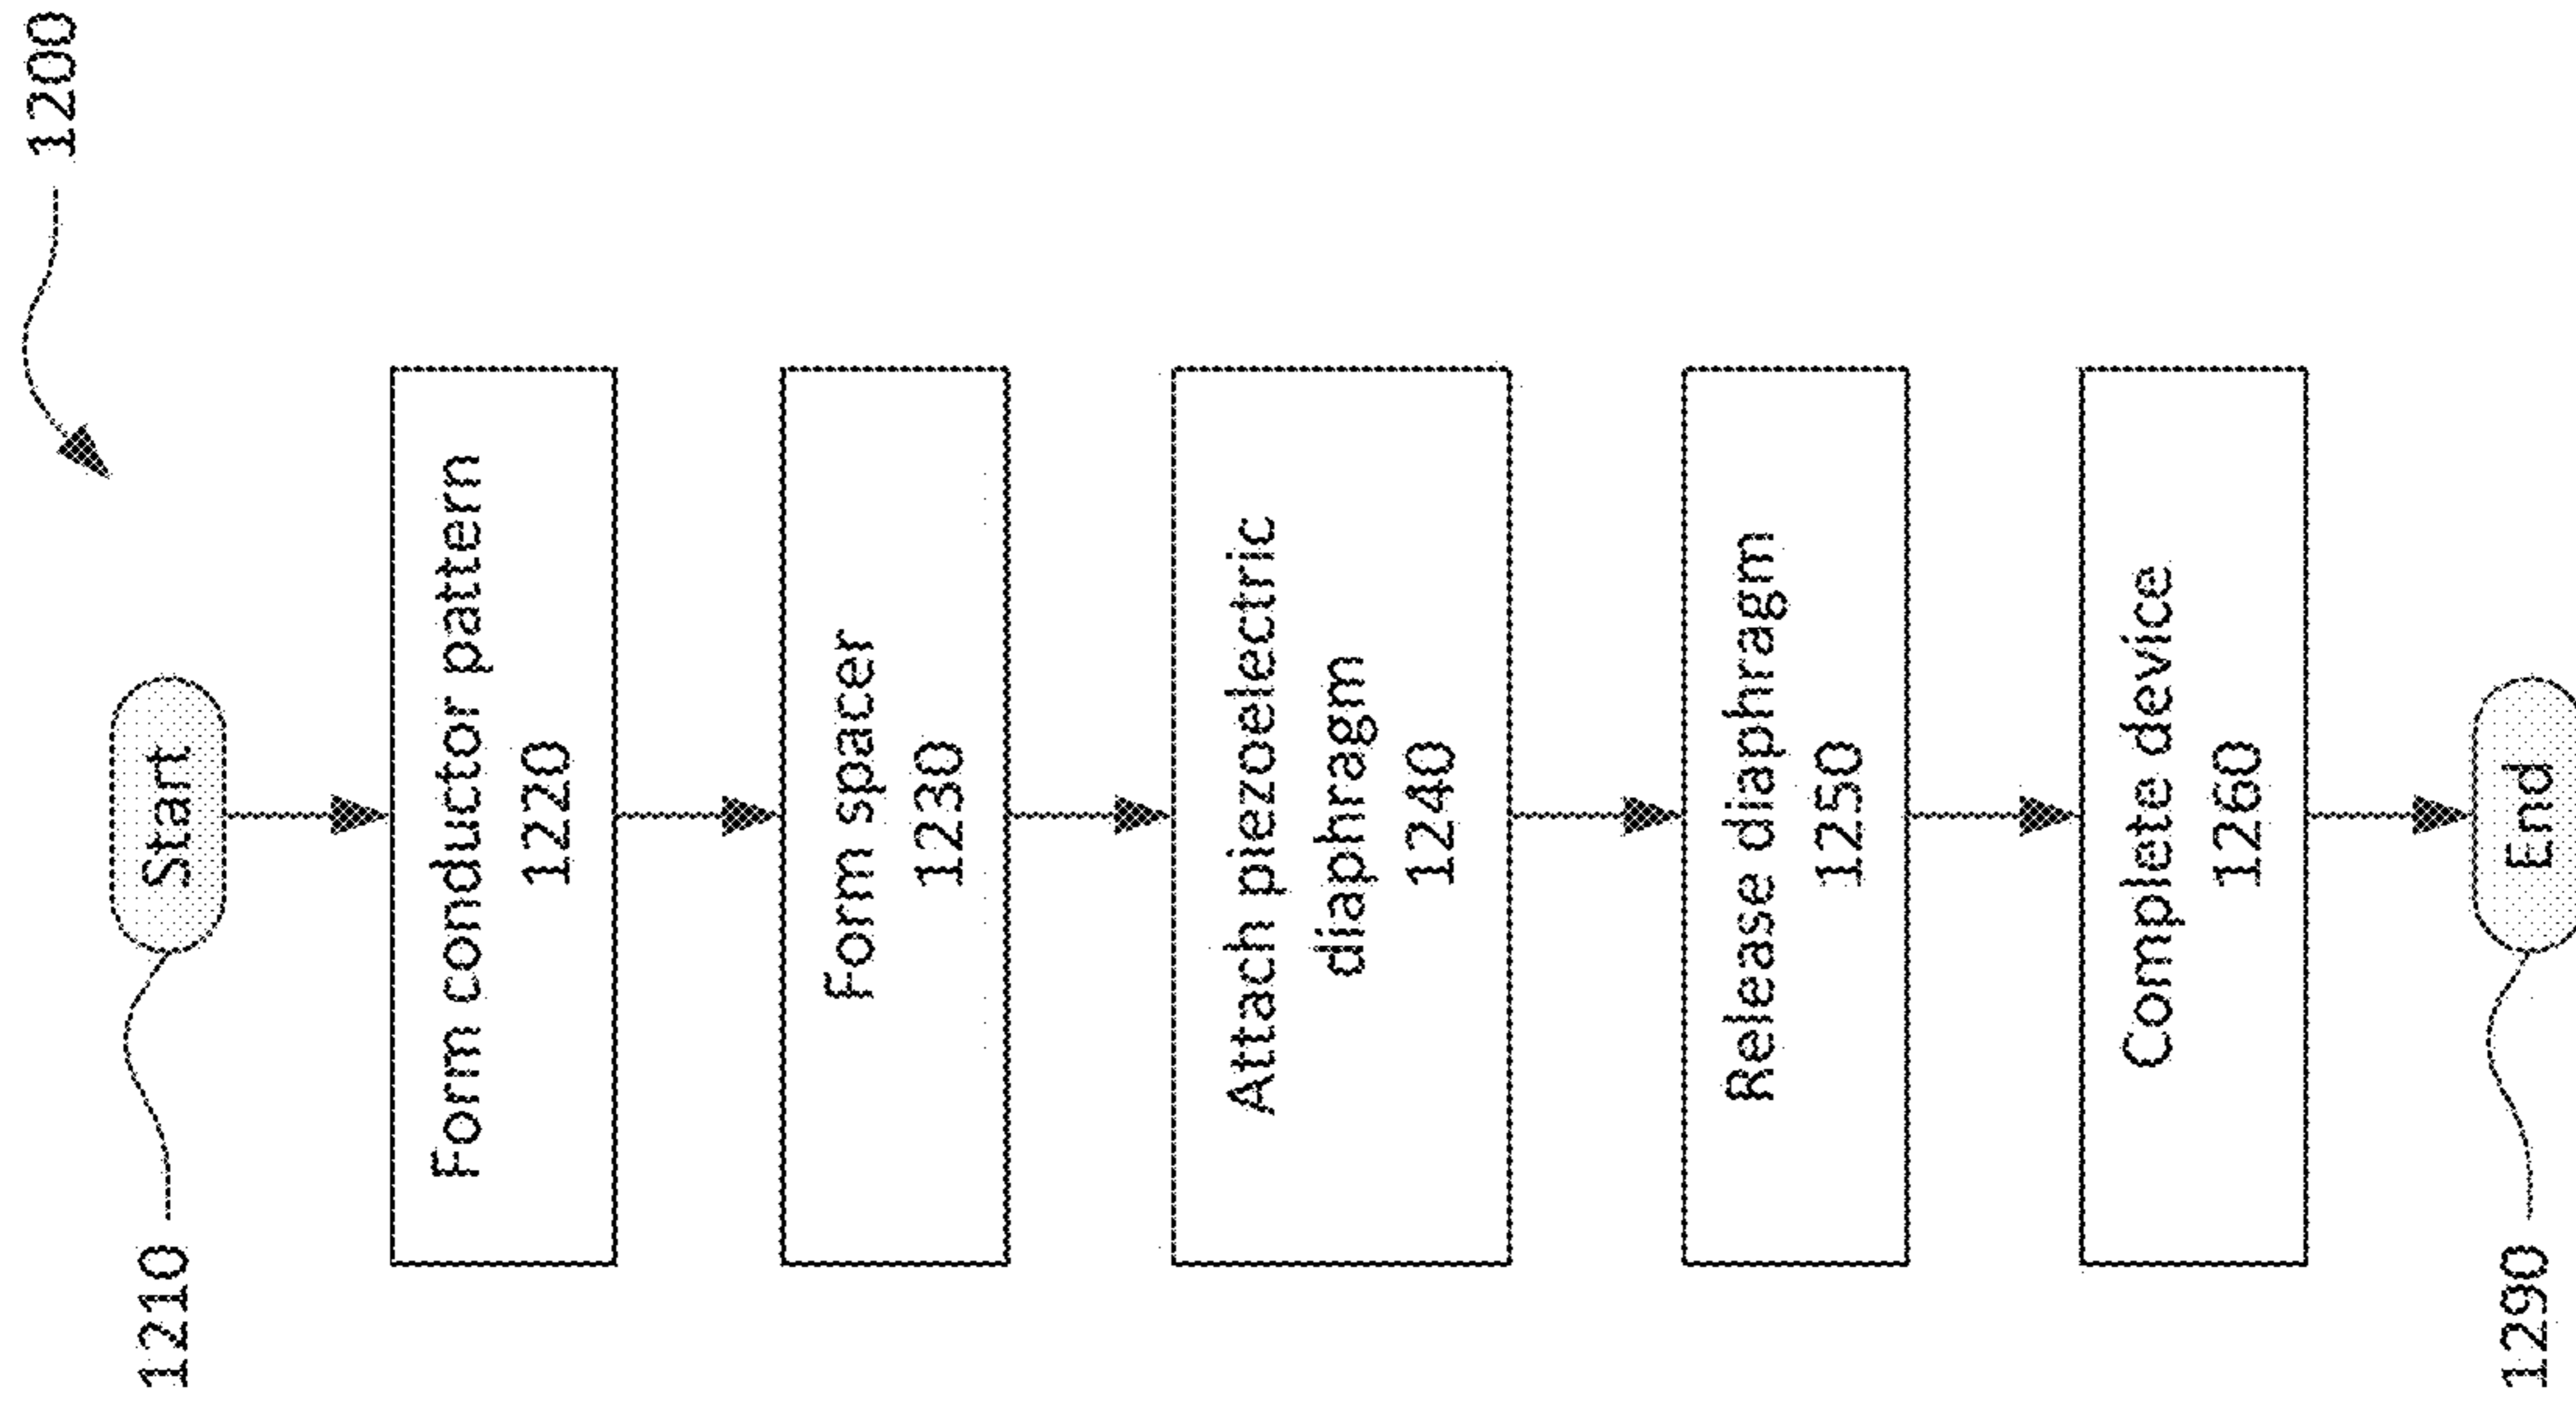 1200
1210
Start
Form conductor pattern
1220
Form spacer
1230
Attach piezoelectric
diaphragm
1240
Release diaphragm
1250
Complete device
1260
End
1290